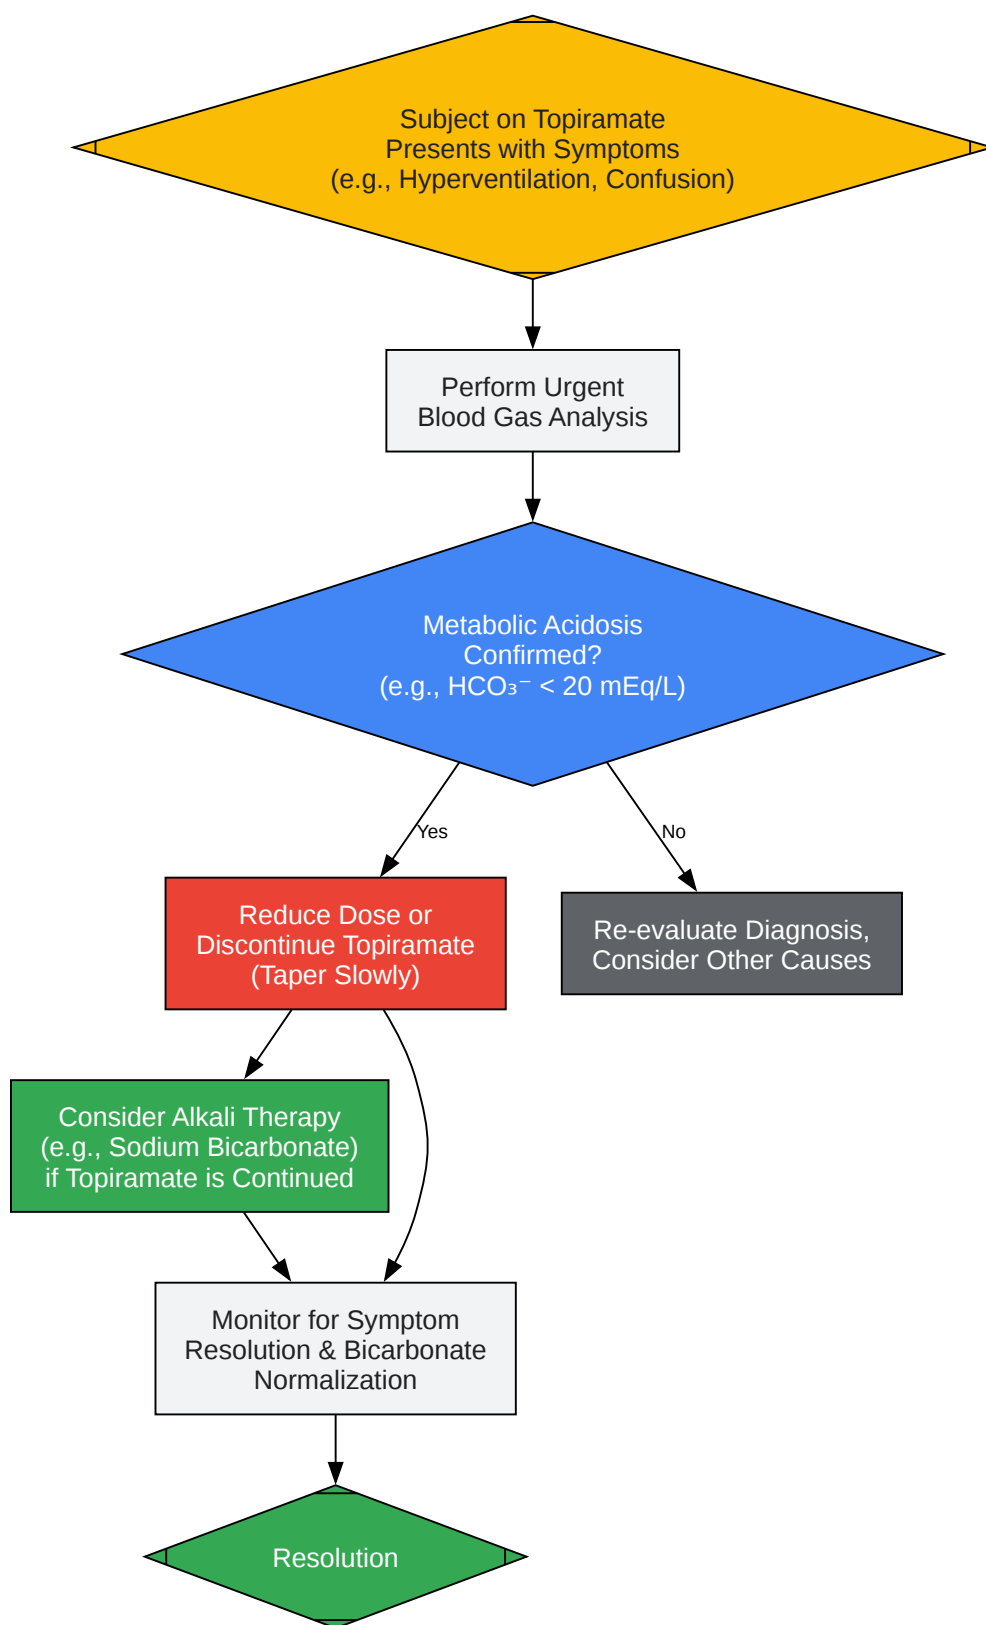 Subject on Topiramate
Presents with Symptoms
(e.g., Hyperventilation, Confusion)
Perform Urgent
Blood Gas Analysis
Metabolic Acidosis
Confirmed?
(e.g., HCO₃⁻ < 20 mEq/L)
Yes
No
Reduce Dose or
Discontinue Topiramate
(Taper Slowly)
Re-evaluate Diagnosis,
Consider Other Causes
Consider Alkali Therapy
(e.g., Sodium Bicarbonate)
if Topiramate is Continued
Monitor for Symptom
Resolution & Bicarbonate
Normalization
Resolution